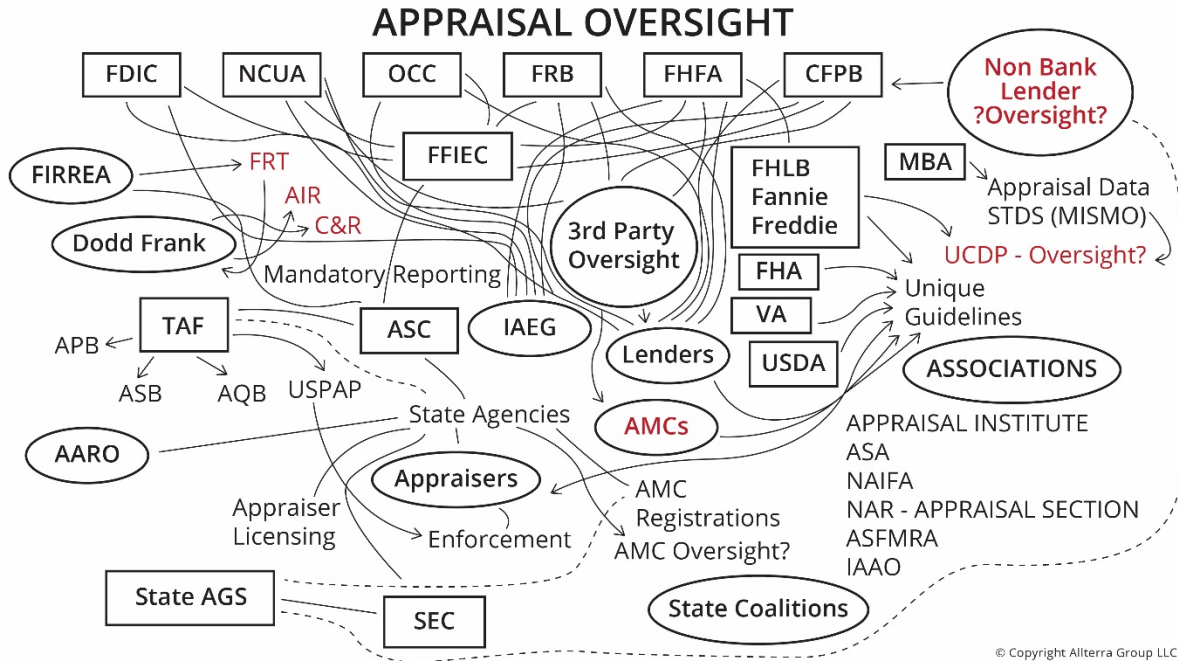 APPRAISAL OVERSIGHT
FDIC
NCUA
OCC
FRB
FHFA
CFPB
Non Bank
Lender
?Oversight?
FFIEC
MBA
FIRREA
FRT
AIR
C&R
Dodd Frank
Mandatory Reporting
3rd Party
Oversight
FHLB
Fannie
Freddie
Appraisal Data
STDS (MISMO)
UCDP - Oversight?
FHA
VA
USDA
Unique
Guidelines
TAF
ASC
IAEG
Lenders
APB
ASB
AQB
USPAP
ASSOCIATIONS
State Agencies
AMCs
AARO
Appraisers
APPRAISAL INSTITUTE
ASA
NAIFA
NAR - APPRAISAL SECTION
ASFMRA
IAAO
Appraiser
Licensing
Enforcement
AMC
Registrations
AMC Oversight?
State AGS
SEC
State Coalitions
© Copyright Allterra Group LLC